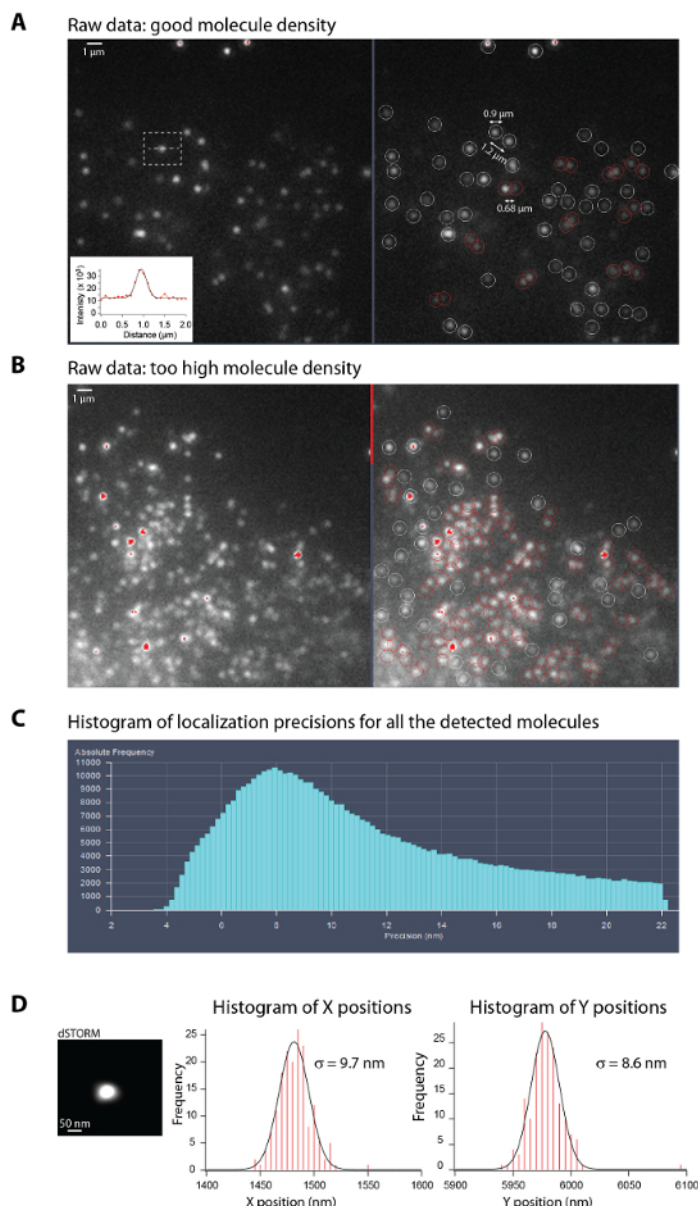 A
Raw data: good molecule density
1 µm
0.9 µm
1.2 µm
0.68 µm
Intenisty (x 10³)
30
20
10
0
0.0 0.5 1.0 1.5 2.0
Distance (µm)
B
Raw data: too high molecule density
1 µm
C
Histogram of localization precisions for all the detected molecules
Absolute Frequency
11000
10000
9000
8000
7000
6000
5000
4000
3000
2000
1000
0
2 4 6 8 10 12 14 16 18 20 22
Precision (nm)
D
dSTORM
50 nm
Histogram of X positions
Frequency
25
20
15
10
5
0
σ = 9.7 nm
1400 1450 1500 1550 1600
X position (nm)
Histogram of Y positions
Frequency
25
20
15
10
5
0
σ = 8.6 nm
5900 5950 6000 6050 6100
Y position (nm)